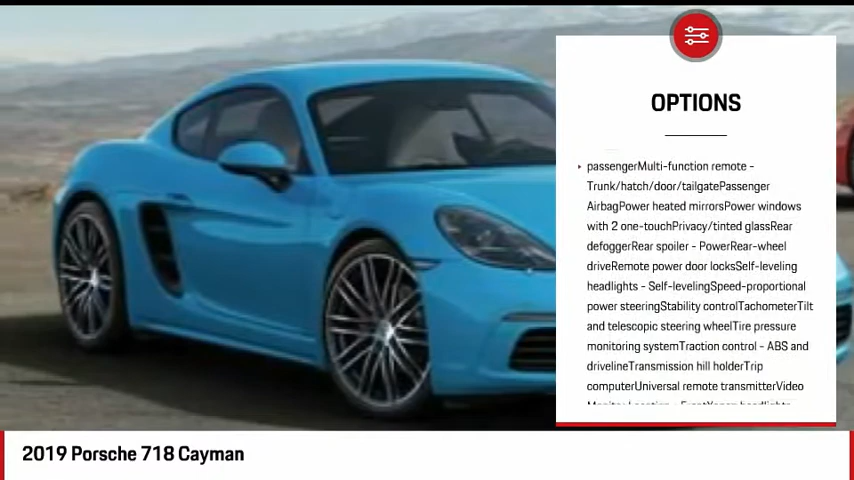 OPTIONS
passengerMulti-function remote -
Trunk/hatch/door/tailgatePassenger
AirbagPower heated mirrorsPower windows
with 2 one-touchPrivacy/tinted glassRear
defoggerRear spoiler - PowerRear-wheel
driveRemote power door locksSelf-leveling
headlights - Self-levelingSpeed-proportional
power steeringStability controlTachometerTilt
and telescopic steering wheelTire pressure
monitoring systemTraction control - ABS and
drivelineTransmission hill holderTrip
computerUniversal remote transmitterVideo
2019 Porsche 718 Cayman